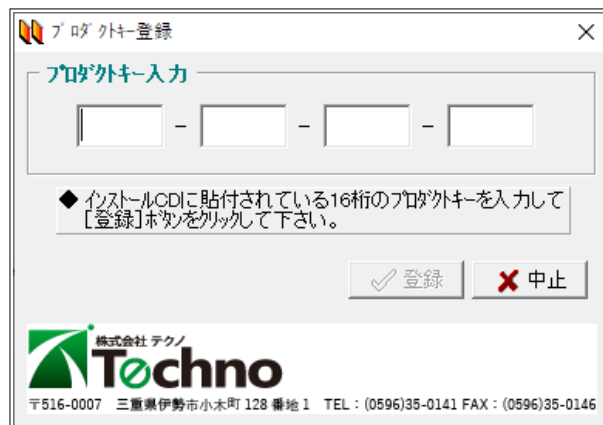 ﾌﾟﾛﾀﾞｸﾄｷｰ登録
ﾌﾟﾛﾀﾞｸﾄｷｰ入力
- - -
◆ ｲﾝｽﾄｰﾙCDに貼付されている16桁のﾌﾟﾛﾀﾞｸﾄｷｰを入力して
[登録]ﾎﾞﾀﾝをｸﾘｯｸして下さい。
登録 中止
株式会社 テクノ
Techno
〒516-0007 三重県伊勢市小木町 128 番地 1 TEL：(0596)35-0141 FAX：(0596)35-0146